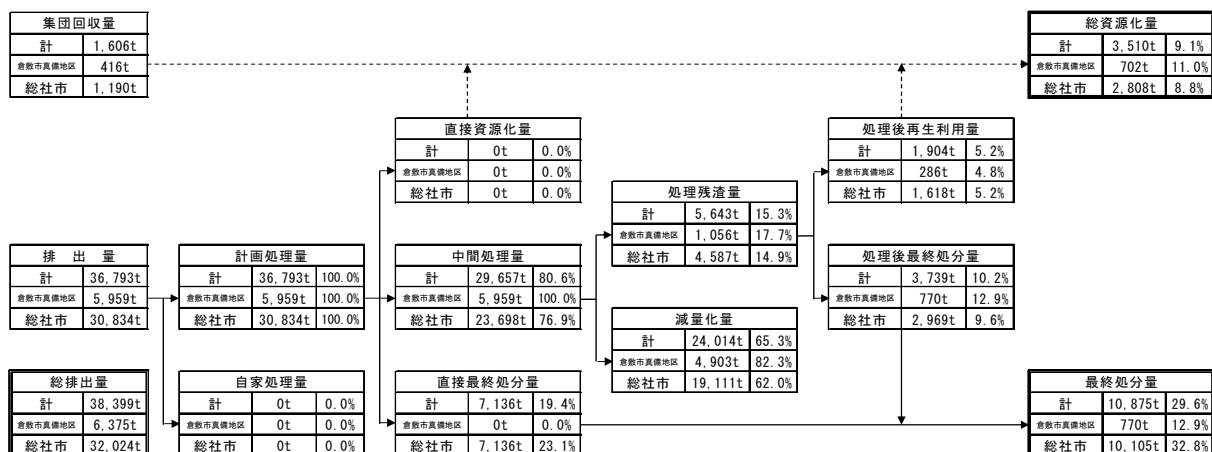 集団回収量
計 1,606t
倉敷市真備地区 416t
総社市 1,190t
総資源化量
計 3,510t 9.1%
倉敷市真備地区 702t 11.0%
総社市 2,808t 8.8%
直接資源化量
計 0t 0.0%
倉敷市真備地区 0t 0.0%
総社市 0t 0.0%
処理後再生利用量
計 1,904t 5.2%
倉敷市真備地区 286t 4.8%
総社市 1,618t 5.2%
処理残渣量
計 5,643t 15.3%
倉敷市真備地区 1,056t 17.7%
総社市 4,587t 14.9%
排出量
計 36,793t
倉敷市真備地区 5,959t
総社市 30,834t
計画処理量
計 36,793t 100.0%
倉敷市真備地区 5,959t 100.0%
総社市 30,834t 100.0%
中間処理量
計 29,657t 80.6%
倉敷市真備地区 5,959t 100.0%
総社市 23,698t 76.9%
処理後最終処分量
計 3,739t 10.2%
倉敷市真備地区 770t 12.9%
総社市 2,969t 9.6%
減量化量
計 24,014t 65.3%
倉敷市真備地区 4,903t 82.3%
総社市 19,111t 62.0%
総排出量
計 38,399t
倉敷市真備地区 6,375t
総社市 32,024t
自家処理量
計 0t 0.0%
倉敷市真備地区 0t 0.0%
総社市 0t 0.0%
直接最終処分量
計 7,136t 19.4%
倉敷市真備地区 0t 0.0%
総社市 7,136t 23.1%
最終処分量
計 10,875t 29.6%
倉敷市真備地区 770t 12.9%
総社市 10,105t 32.8%